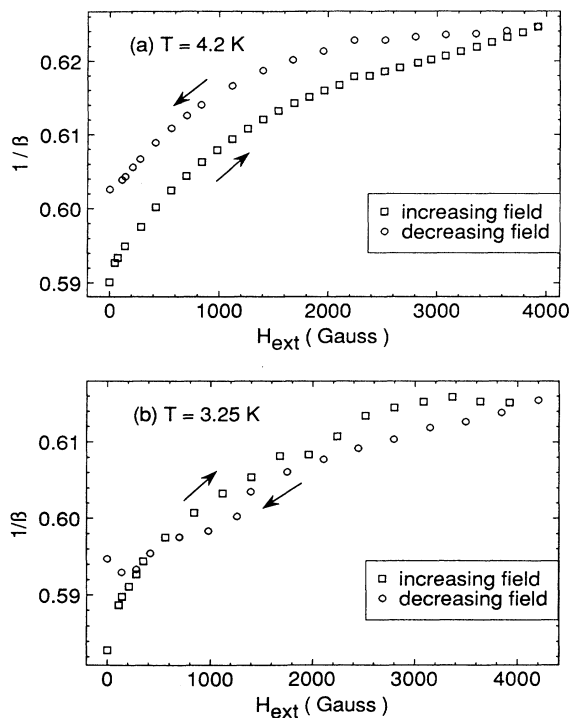 (a) T = 4.2 K
0.62
0.61
0.60
0.59
1 / ß
increasing field
decreasing field
0 1000 2000 3000 4000
Hext ( Gauss )
(b) T = 3.25 K
0.61
0.60
0.59
1/ß
increasing field
decreasing field
0 1000 2000 3000 4000
Hext ( Gauss )